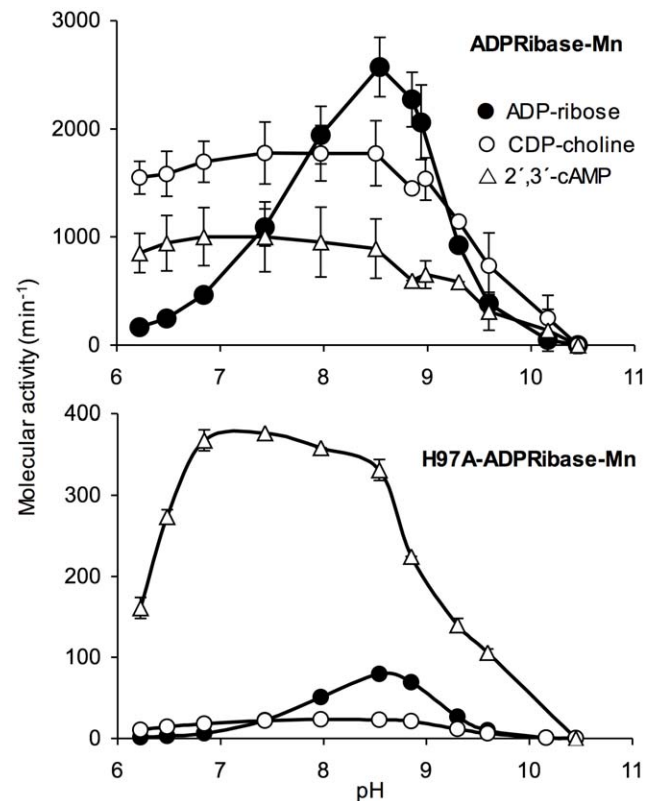 3000
2000
1000
0
ADPRibase-Mn
ADP-ribose
CDP-choline
2´,3´-cAMP
6 7 8 9 10 11
Molecular activity (min⁻¹)
400
300
200
100
0
H97A-ADPRibase-Mn
6 7 8 9 10 11
pH